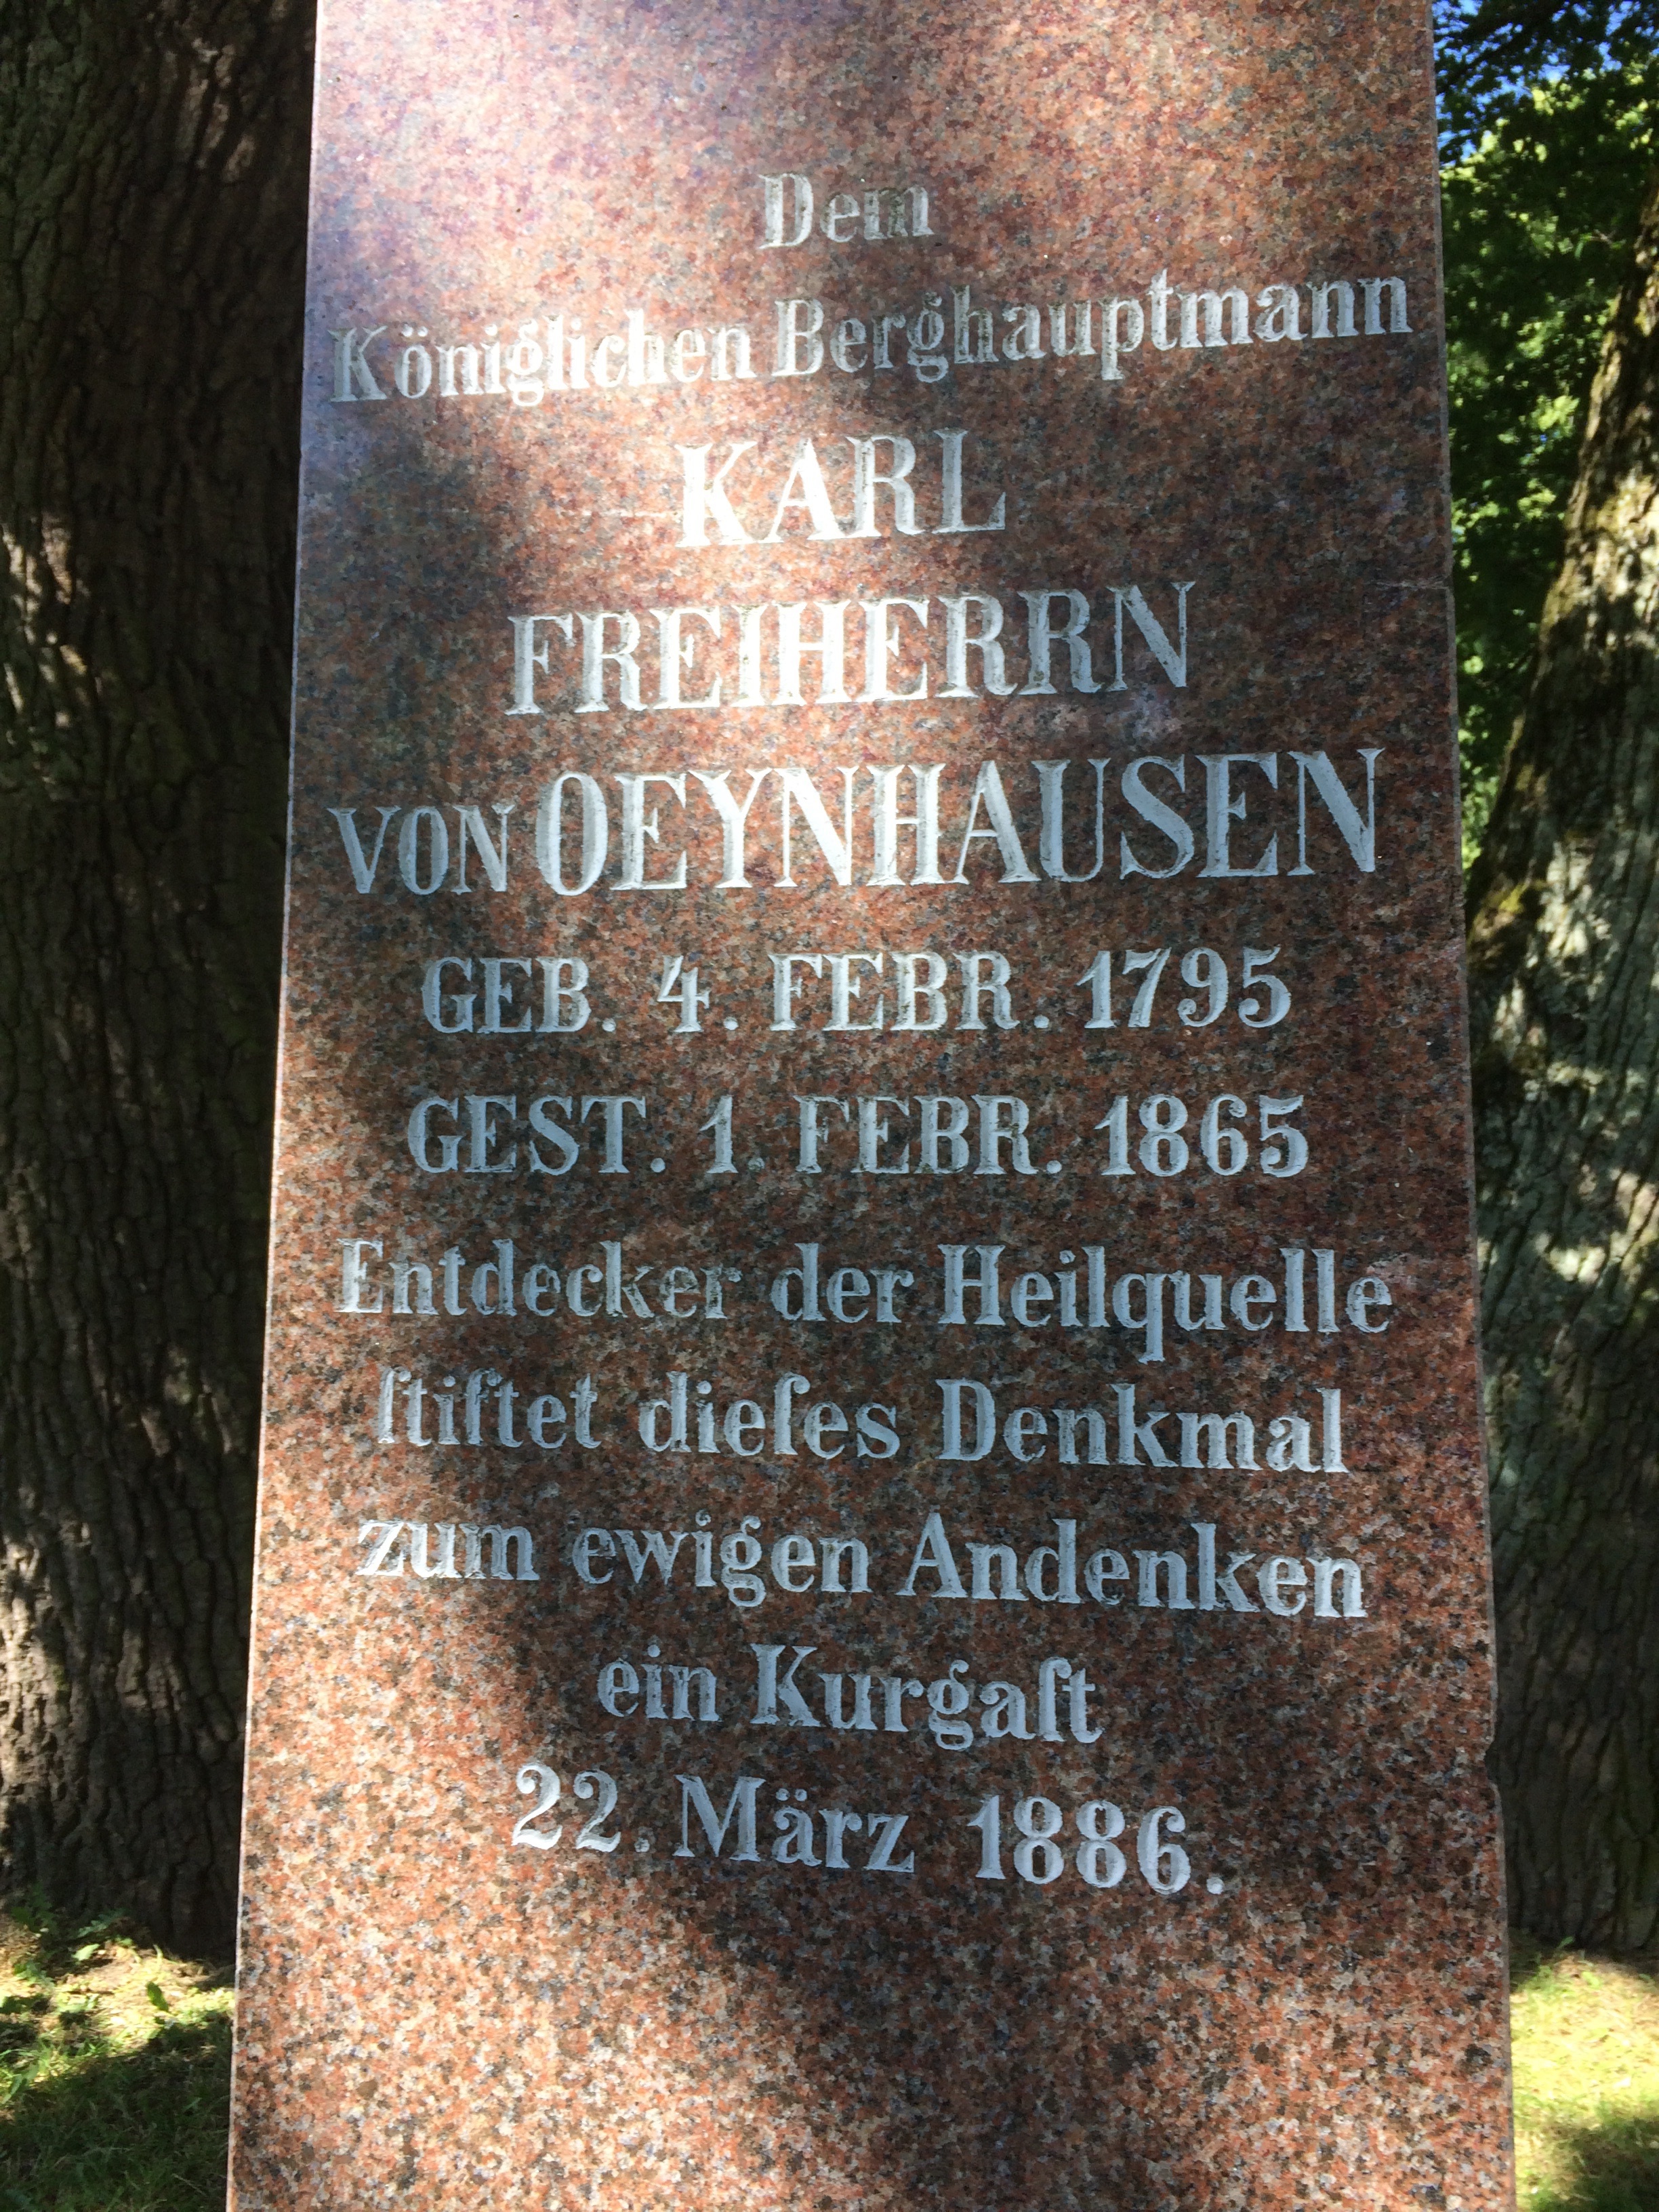 Dem
Königlichen Berghauptmann
KARL
FREIHERRN
VON OEYNHAUSEN
GEB. 4. FEBR. 1795
GEST. 1. FEBR. 1865
Entdecker der Heilquelle
ſtiftet dieſes Denkmal
zum ewigen Andenken
ein Kurgaſt
22. März 1886.